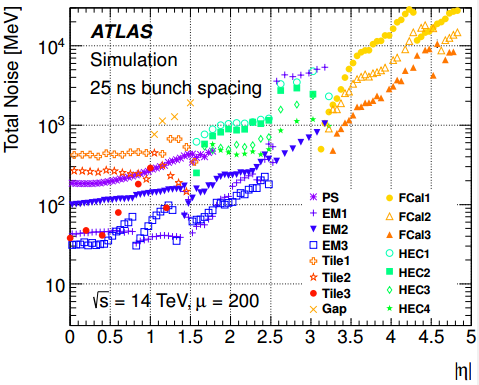 Total Noise [MeV]
10⁴
10³
10²
10
ATLAS
Simulation
25 ns bunch spacing
PS
EM1
EM2
EM3
Tile1
Tile2
Tile3
Gap
FCal1
FCal2
FCal3
HEC1
HEC2
HEC3
HEC4
√s = 14 TeV, μ = 200
0 0.5 1 1.5 2 2.5 3 3.5 4 4.5 5
|η|